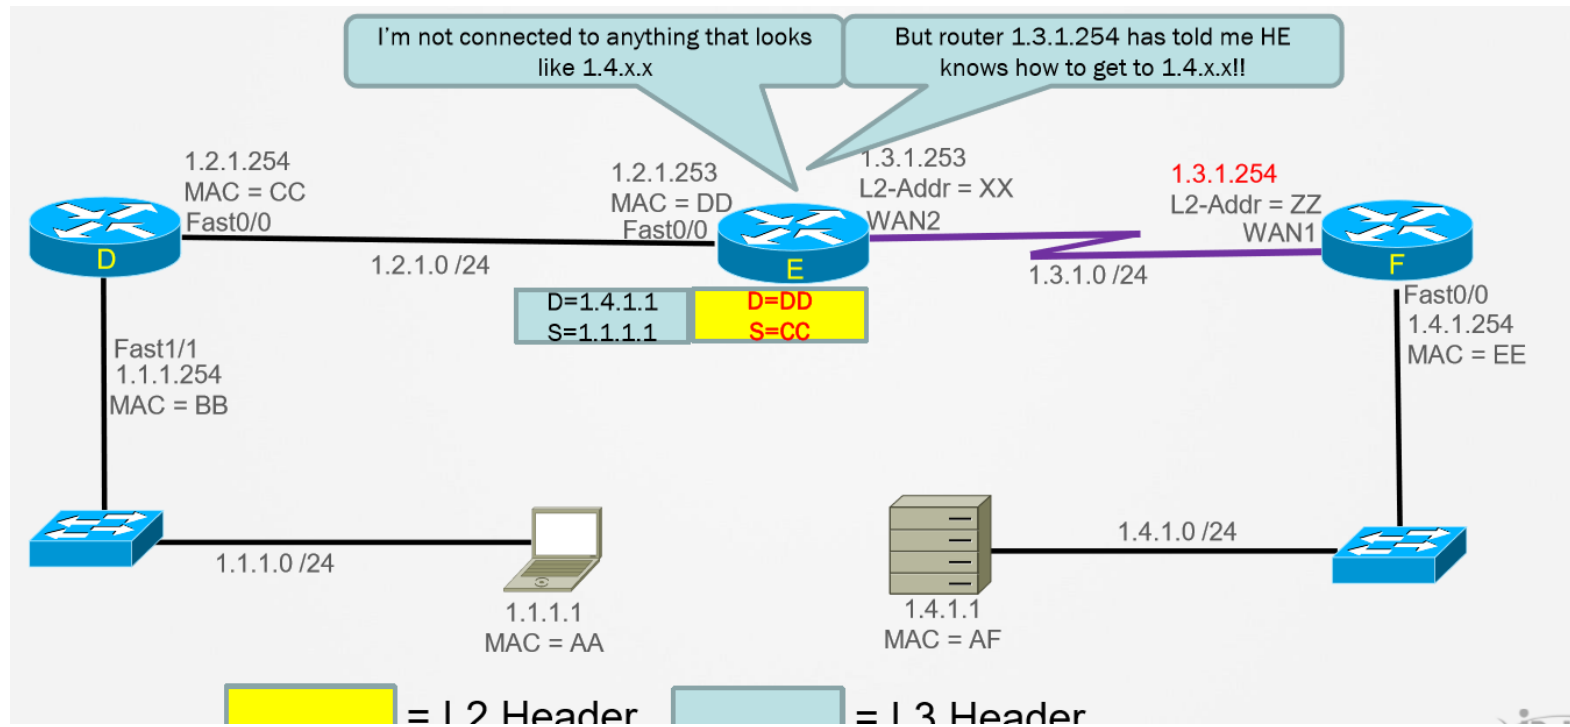 I'm not connected to anything that looks
like 1.4.x.x
But router 1.3.1.254 has told me HE
knows how to get to 1.4.x.x!!
1.2.1.254
MAC = CC
Fast0/0
1.2.1.253
MAC = DD
Fast0/0
1.3.1.253
L2-Addr = XX
WAN2
1.3.1.254
L2-Addr = ZZ
WAN1
D
1.2.1.0 /24
E
1.3.1.0 /24
F
D=1.4.1.1
S=1.1.1.1
D=DD
S=CC
Fast0/0
1.4.1.254
MAC = EE
Fast1/1
1.1.1.254
MAC = BB
1.1.1.0 /24
1.4.1.0 /24
1.1.1.1
MAC = AA
1.4.1.1
MAC = AF
= L2 Header
= L3 Header